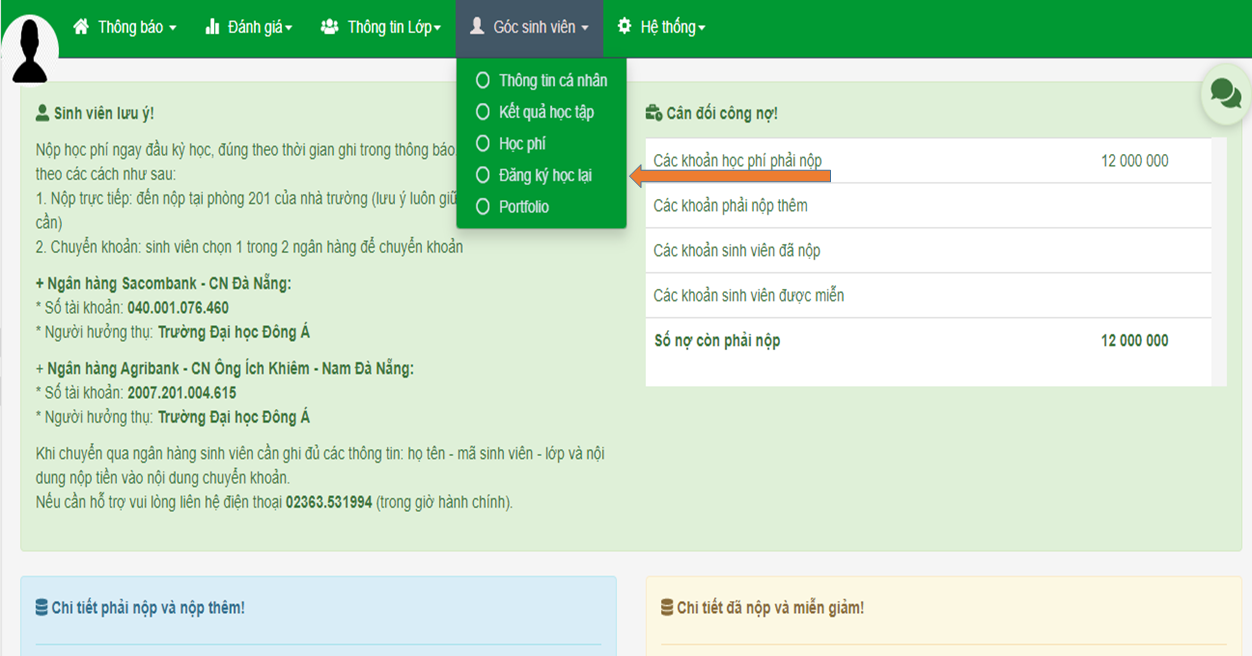 Thông báo
Đánh giá
Thông tin Lớp
Góc sinh viên
Hệ thống
Thông tin cá nhân
Kết quả học tập
Học phí
Đăng ký học lại
Portfolio
Sinh viên lưu ý!
Nộp học phí ngay đầu kỳ học, đúng theo thời gian ghi trong thông báo.
theo các cách như sau:
1. Nộp trực tiếp: đến nộp tại phòng 201 của nhà trường (lưu ý luôn giữ
cần)
2. Chuyển khoản: sinh viên chọn 1 trong 2 ngân hàng để chuyển khoản
+ Ngân hàng Sacombank - CN Đà Nẵng:
* Số tài khoản: 040.001.076.460
* Người hưởng thụ: Trường Đại học Đông Á
+ Ngân hàng Agribank - CN Ông Ích Khiêm - Nam Đà Nẵng:
* Số tài khoản: 2007.201.004.615
* Người hưởng thụ: Trường Đại học Đông Á
Khi chuyển qua ngân hàng sinh viên cần ghi đủ các thông tin: họ tên - mã sinh viên - lớp và nội
dung nộp tiền vào nội dung chuyển khoản.
Nếu cần hỗ trợ vui lòng liên hệ điện thoại 02363.531994 (trong giờ hành chính).
Cân đối công nợ!
Các khoản học phí phải nộp 12 000 000
Các khoản phải nộp thêm
Các khoản sinh viên đã nộp
Các khoản sinh viên được miễn
Số nợ còn phải nộp 12 000 000
Chi tiết phải nộp và nộp thêm!
Chi tiết đã nộp và miễn giảm!